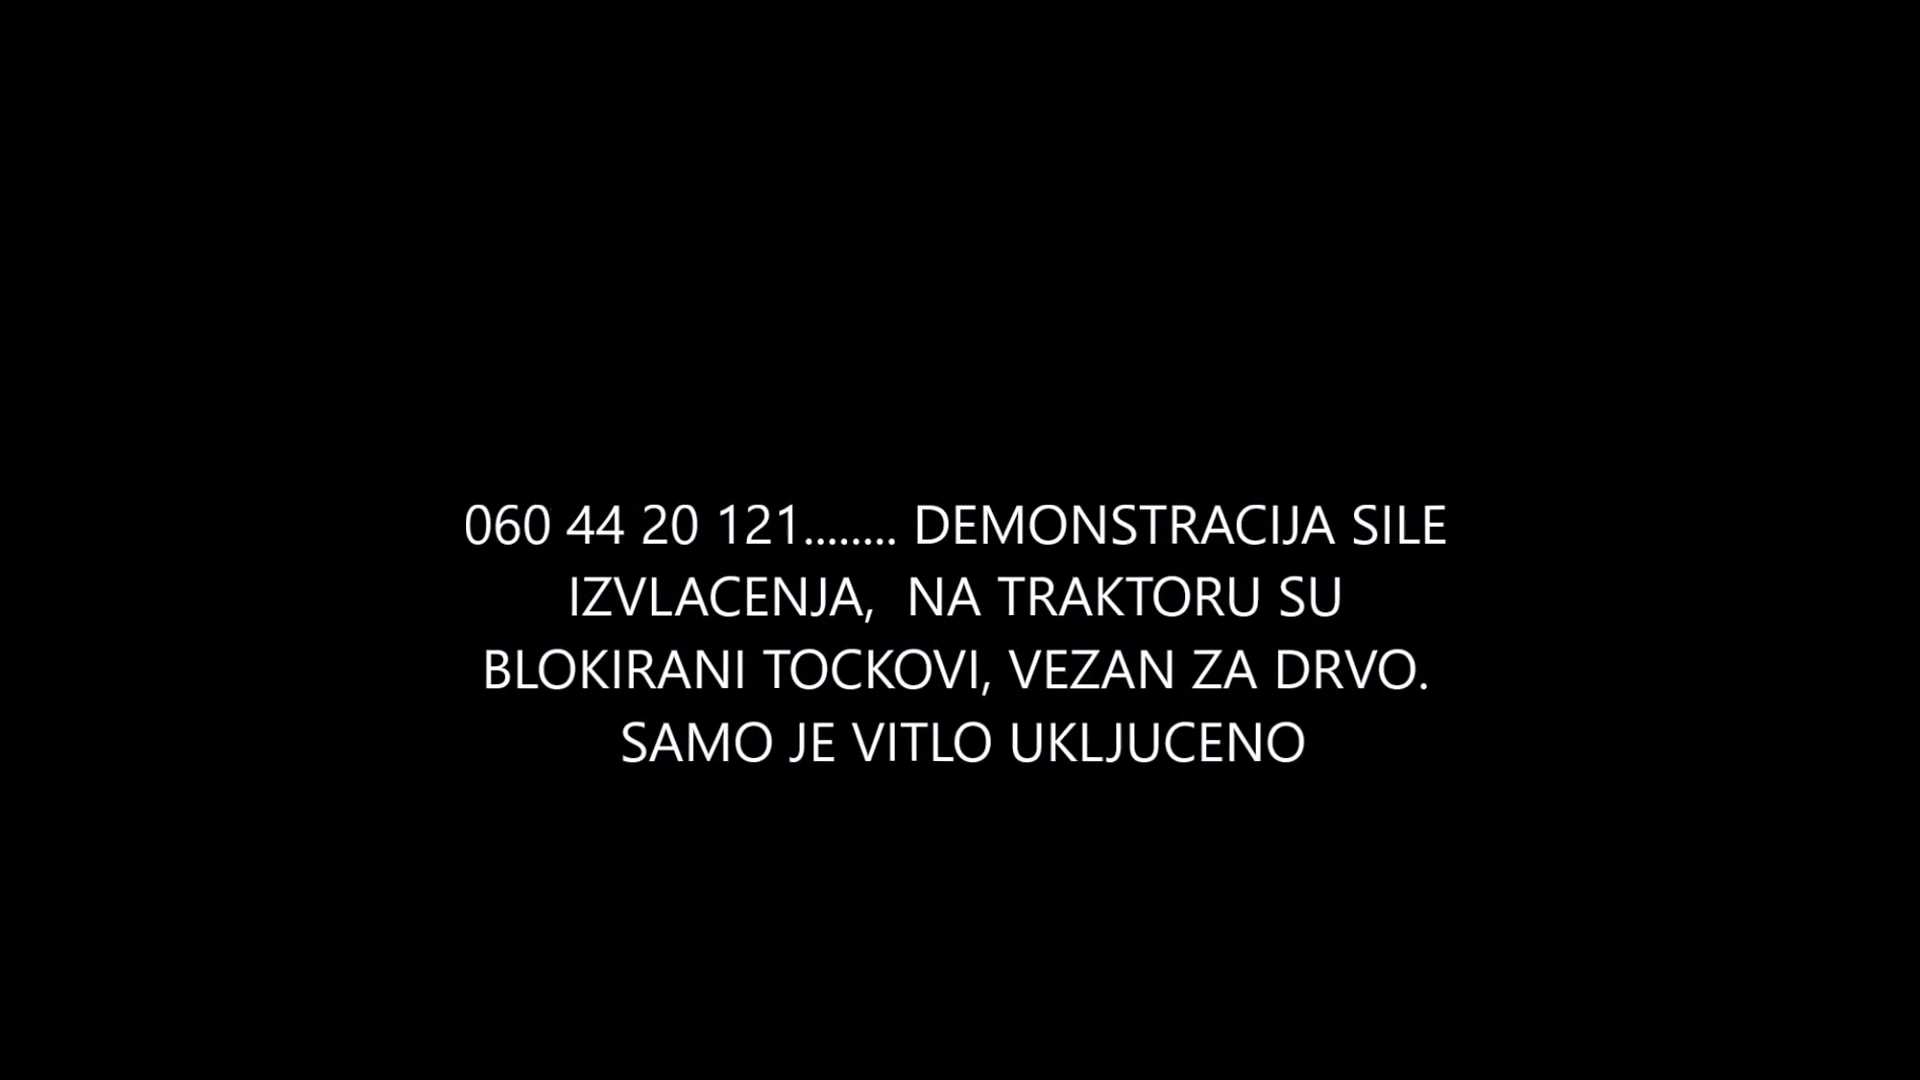 060 44 20 121........ DEMONSTRACIJA SILE
IZVLACENJA,  NA TRAKTORU SU
BLOKIRANI TOCKOVI, VEZAN ZA DRVO.
SAMO JE VITLO UKLJUCENO